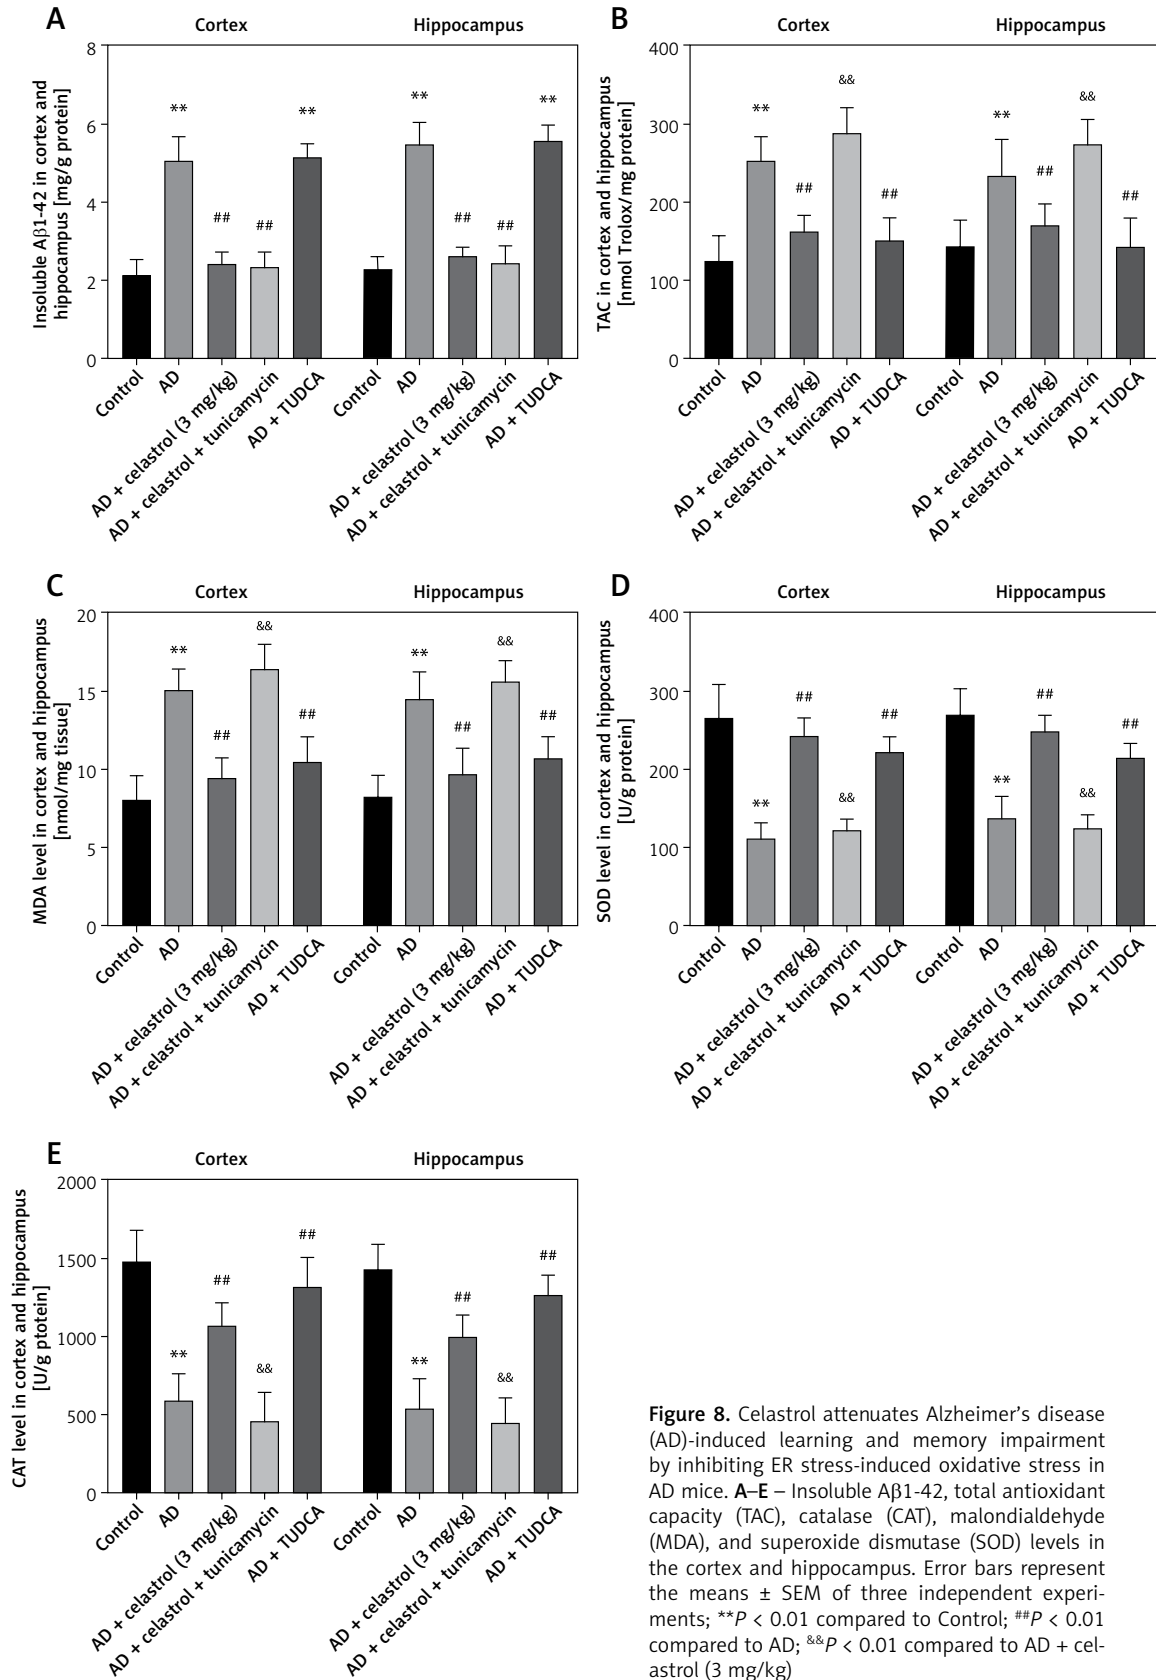 A
Cortex
Hippocampus
Insoluble Aβ1-42 in cortex and
hippocampus [mg/g protein]
8
6
4
2
0
**
##
##
**
**
##
##
**
Control
AD
AD + celastrol (3 mg/kg)
AD + celastrol + tunicamycin
AD + TUDCA
Control
AD
AD + celastrol (3 mg/kg)
AD + celastrol + tunicamycin
AD + TUDCA
B
Cortex
Hippocampus
TAC in cortex and hippocampus
[nmol Trolox/mg protein]
400
300
200
100
0
**
##
&&
##
**
##
&&
##
Control
AD
AD + celastrol (3 mg/kg)
AD + celastrol + tunicamycin
AD + TUDCA
Control
AD
AD + celastrol (3 mg/kg)
AD + celastrol + tunicamycin
AD + TUDCA
C
Cortex
Hippocampus
MDA level in cortex and hippocampus
[nmol/mg tissue]
20
15
10
5
0
**
##
&&
##
**
##
&&
##
Control
AD
AD + celastrol (3 mg/kg)
AD + celastrol + tunicamycin
AD + TUDCA
Control
AD
AD + celastrol (3 mg/kg)
AD + celastrol + tunicamycin
AD + TUDCA
D
Cortex
Hippocampus
SOD level in cortex and hippocampus
[U/g protein]
400
300
200
100
0
**
##
&&
##
**
##
&&
##
Control
AD
AD + celastrol (3 mg/kg)
AD + celastrol + tunicamycin
AD + TUDCA
Control
AD
AD + celastrol (3 mg/kg)
AD + celastrol + tunicamycin
AD + TUDCA
E
Cortex
Hippocampus
CAT level in cortex and hippocampus
[U/g ptotein]
2000
1500
1000
500
0
**
##
&&
##
**
##
&&
##
Control
AD
AD + celastrol (3 mg/kg)
AD + celastrol + tunicamycin
AD + TUDCA
Control
AD
AD + celastrol (3 mg/kg)
AD + celastrol + tunicamycin
AD + TUDCA
Figure 8. Celastrol attenuates Alzheimer's disease
(AD)-induced learning and memory impairment
by inhibiting ER stress-induced oxidative stress in
AD mice. A–E – Insoluble Aβ1-42, total antioxidant
capacity (TAC), catalase (CAT), malondialdehyde
(MDA), and superoxide dismutase (SOD) levels in
the cortex and hippocampus. Error bars represent
the means ± SEM of three independent experi-
ments; **P < 0.01 compared to Control; ##P < 0.01
compared to AD; &&P < 0.01 compared to AD + cel-
astrol (3 mg/kg)